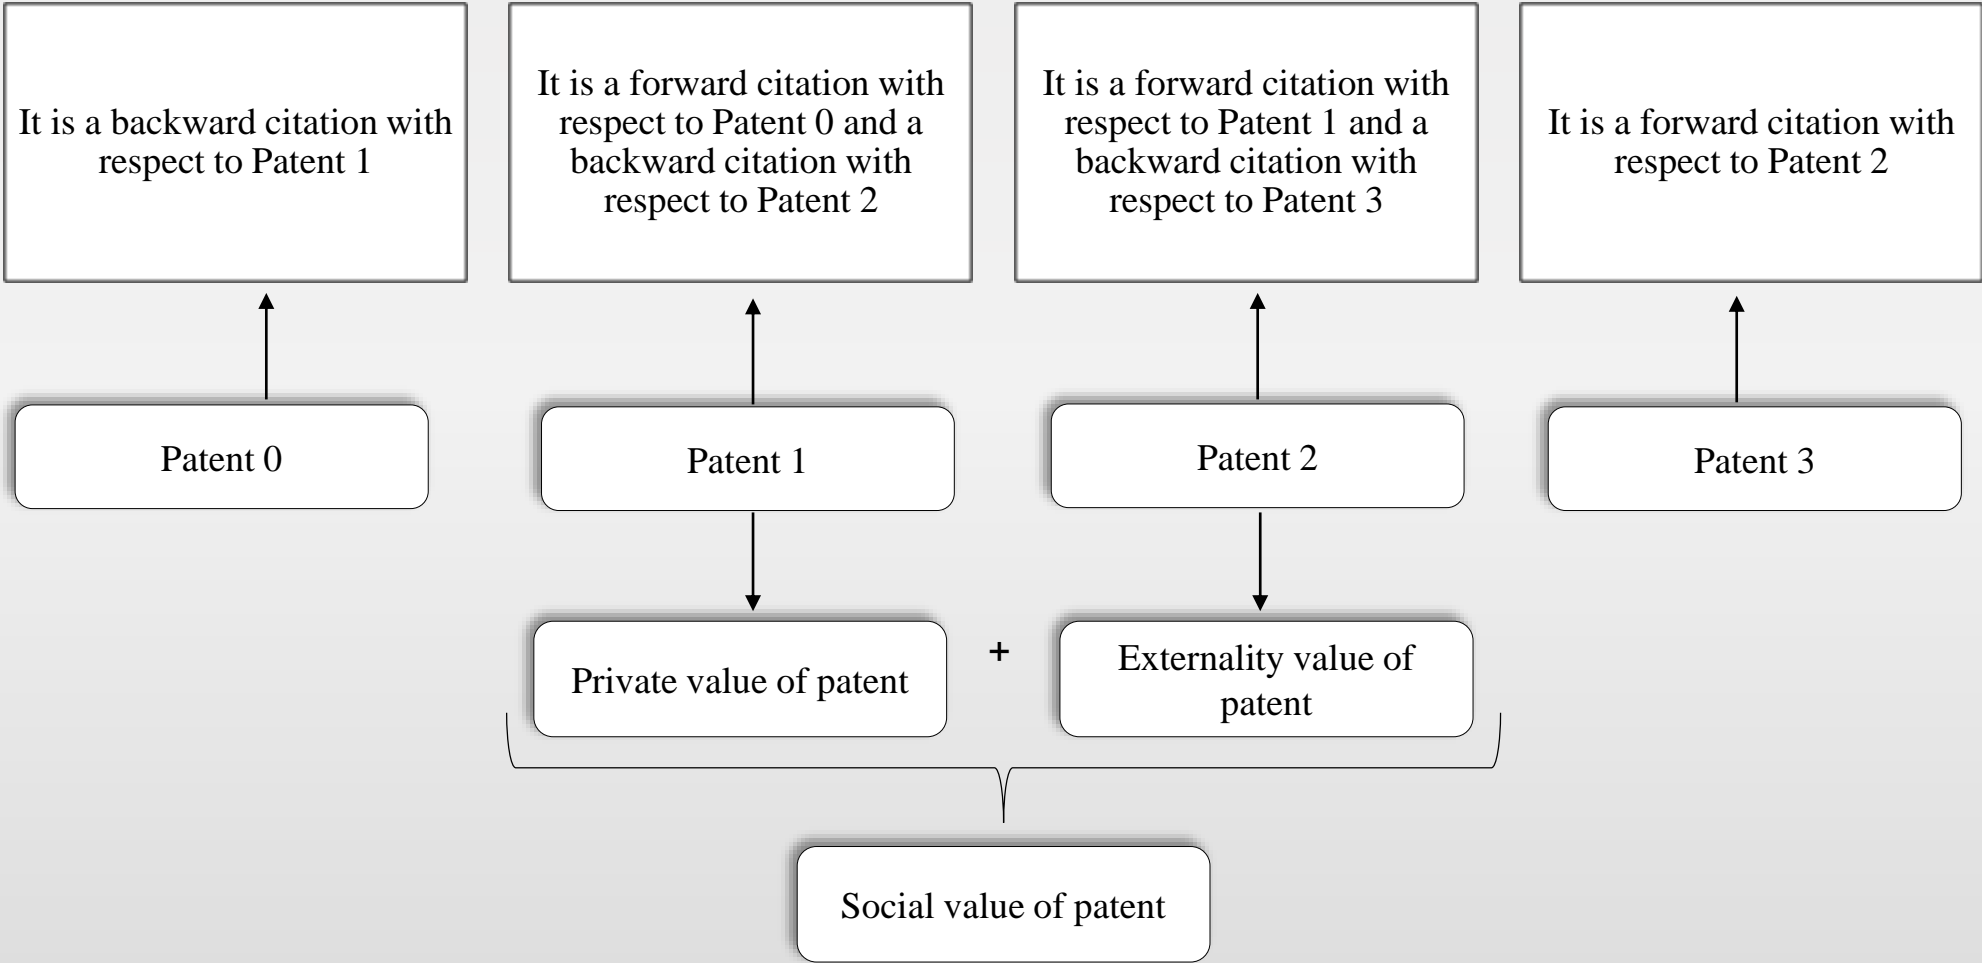 It is a backward citation with
respect to Patent 1
It is a forward citation with
respect to Patent 0 and a
backward citation with
respect to Patent 2
It is a forward citation with
respect to Patent 1 and a
backward citation with
respect to Patent 3
It is a forward citation with
respect to Patent 2
Patent 0
Patent 1
Patent 2
Patent 3
Private value of patent
+
Externality value of
patent
Social value of patent